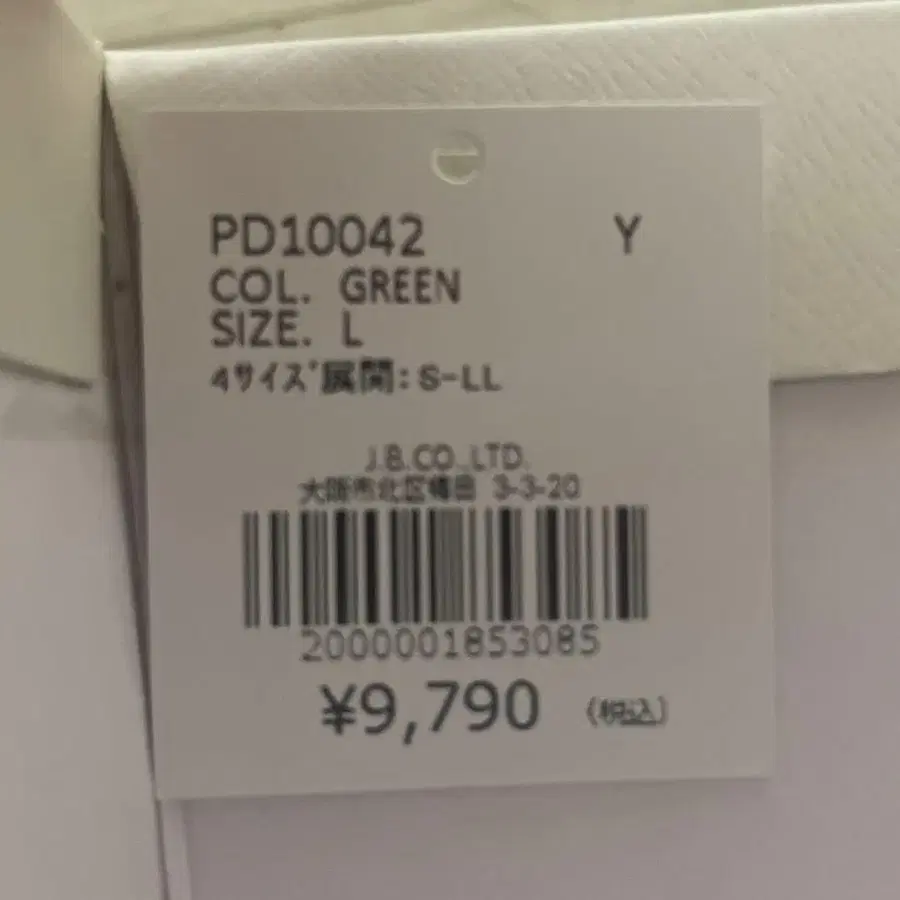 PD10042 Y
COL. GREEN
SIZE. L
4ｻｲｽﾞ展開:S-LL
J.B.CO.,LTD.
大阪市北区梅田 3-3-20
2000001853085
¥9,790 (税込)